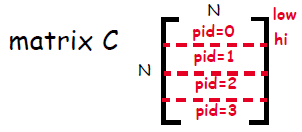 N
low
pid=0
hi
matrix C
pid=1
N
pid=2
pid=3